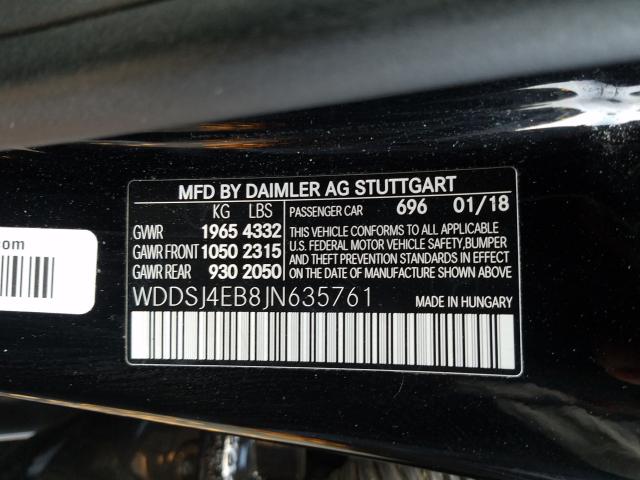 MFD BY DAIMLER AG STUTTGART
KG LBS
GVWR 1965 4332
GAWR FRONT 1050 2315
GAWR REAR 930 2050
PASSENGER CAR 696 01/18
THIS VEHICLE CONFORMS TO ALL APPLICABLE
U.S. FEDERAL MOTOR VEHICLE SAFETY,BUMPER
AND THEFT PREVENTION STANDARDS IN EFFECT
ON THE DATE OF MANUFACTURE SHOWN ABOVE.
WDDSJ4EB8JN635761 MADE IN HUNGARY
com